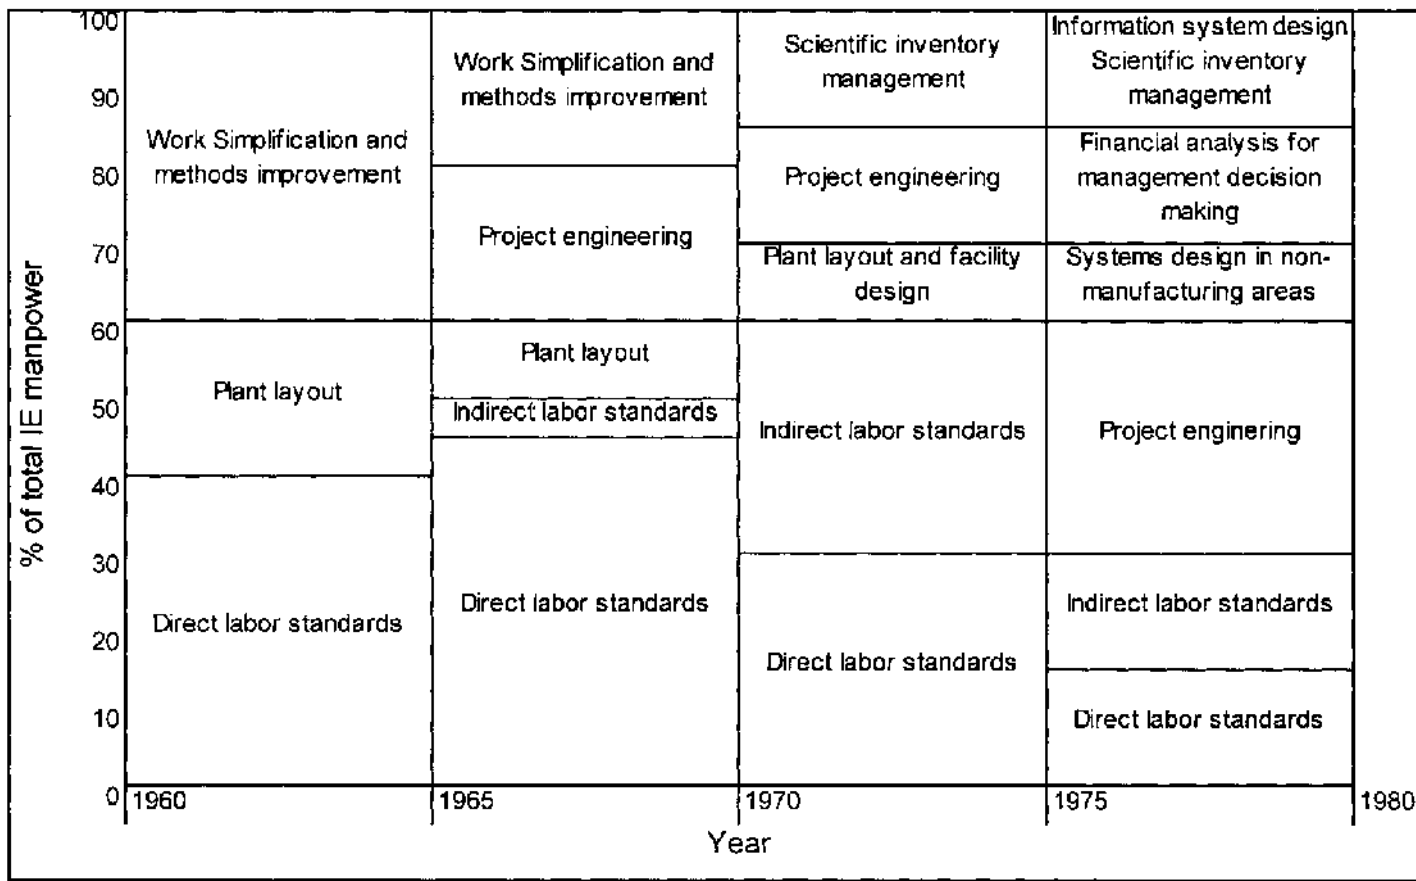 % of total IE manpower
100
90
80
70
60
50
40
30
20
10
0
Work Simplification and
methods improvement
Plant layout
Direct labor standards
Work Simplification and
methods improvement
Project engineering
Plant layout
Indirect labor standards
Direct labor standards
Scientific inventory
management
Project engineering
Plant layout and facility
design
Indirect labor standards
Direct labor standards
Information system design
Scientific inventory
management
Financial analysis for
management decision
making
Systems design in non-
manufacturing areas
Project enginering
Indirect labor standards
Direct labor standards
1960
1965
1970
1975
1980
Year